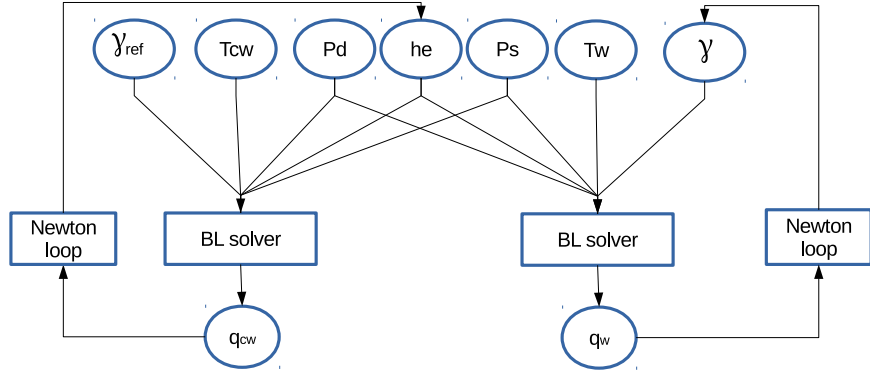 γref
Tcw
Pd
he
Ps
Tw
γ
Newton
loop
BL solver
BL solver
Newton
loop
qcw
qw